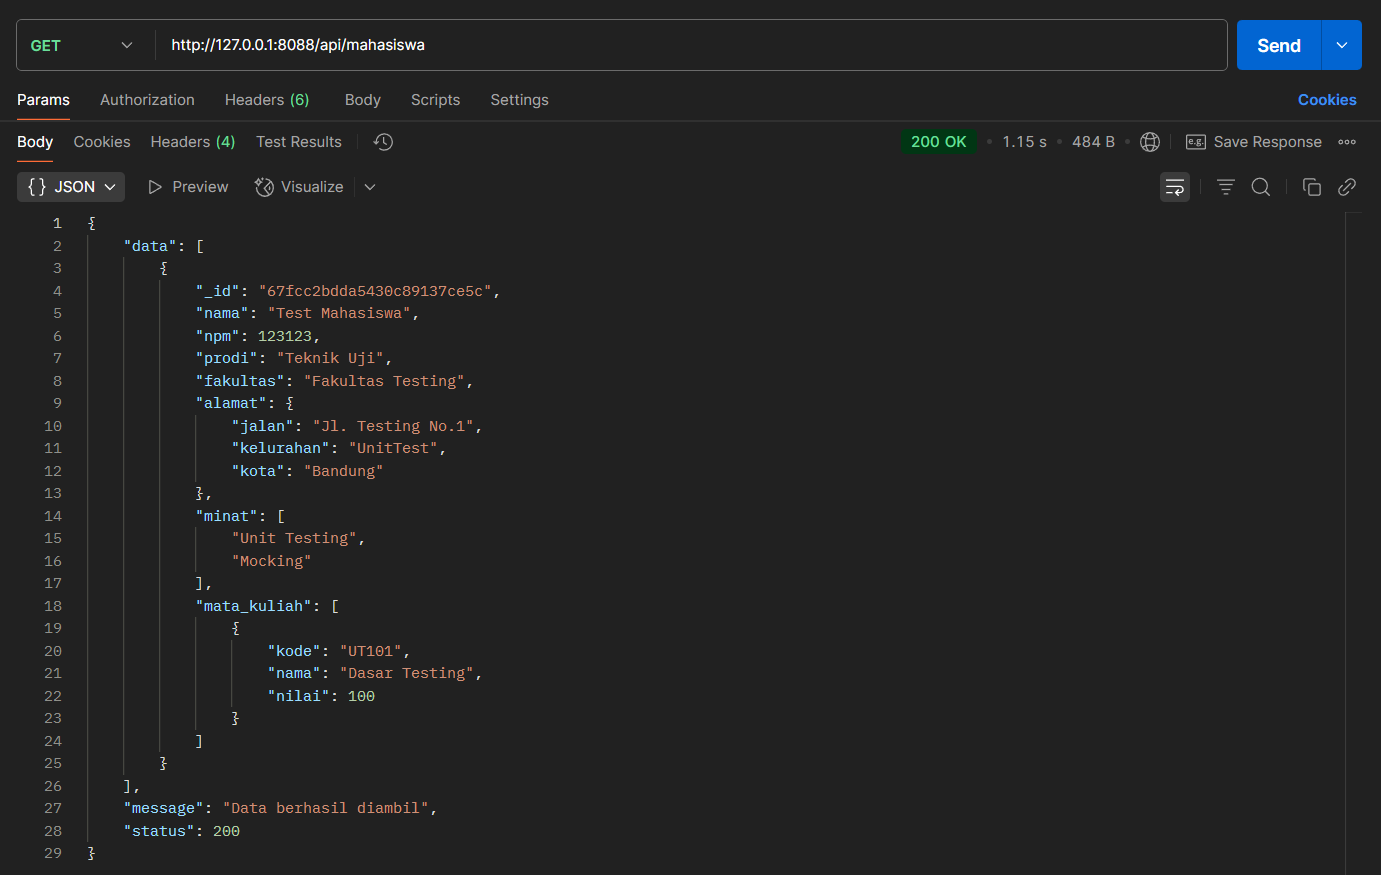 GET http://127.0.0.1:8088/api/mahasiswa Send
Params Authorization Headers (6) Body Scripts Settings Cookies
Body Cookies Headers (4) Test Results 200 OK • 1.15 s • 484 B • e.g. Save Response
{} JSON Preview Visualize
1 {
2 "data": [
3 {
4 "_id": "67fcc2bdda5430c89137ce5c",
5 "nama": "Test Mahasiswa",
6 "npm": 123123,
7 "prodi": "Teknik Uji",
8 "fakultas": "Fakultas Testing",
9 "alamat": {
10 "jalan": "Jl. Testing No.1",
11 "kelurahan": "UnitTest",
12 "kota": "Bandung"
13 },
14 "minat": [
15 "Unit Testing",
16 "Mocking"
17 ],
18 "mata_kuliah": [
19 {
20 "kode": "UT101",
21 "nama": "Dasar Testing",
22 "nilai": 100
23 }
24 ]
25 }
26 ],
27 "message": "Data berhasil diambil",
28 "status": 200
29 }